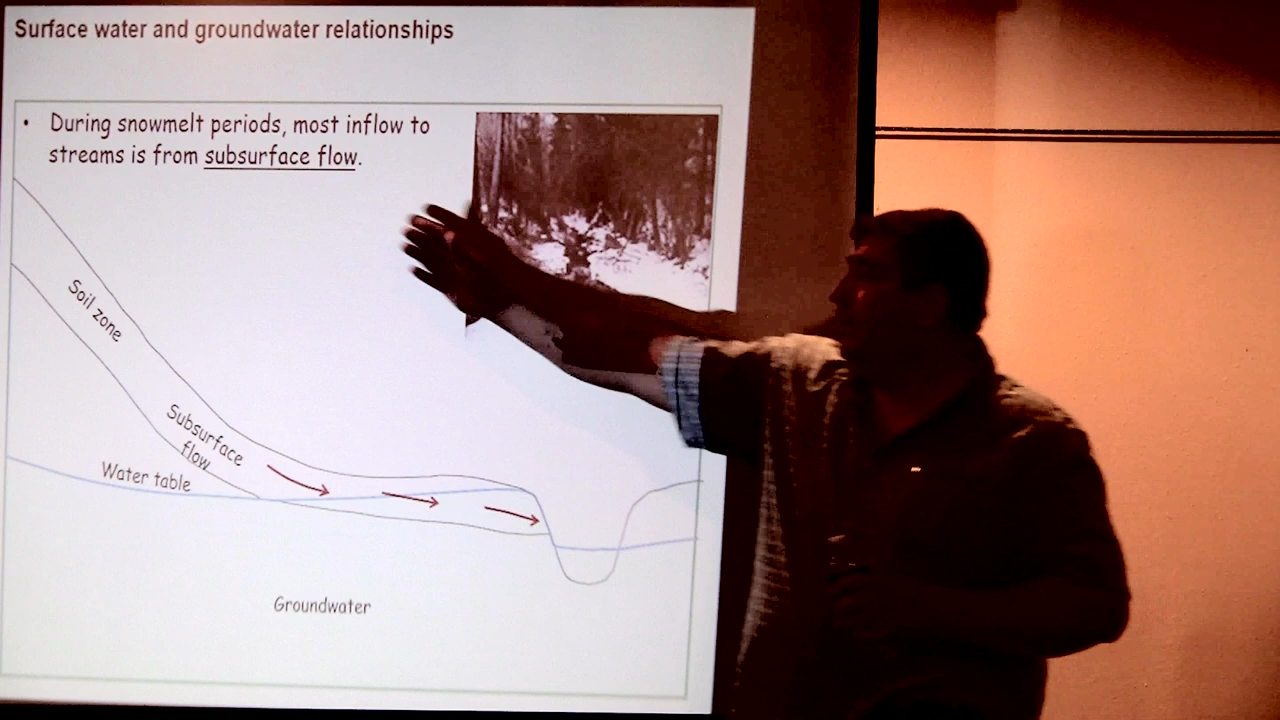 Surface water and groundwater relationships
• During snowmelt periods, most inflow to
streams is from subsurface flow.
Soil zone
Subsurface
flow
Water table
Groundwater